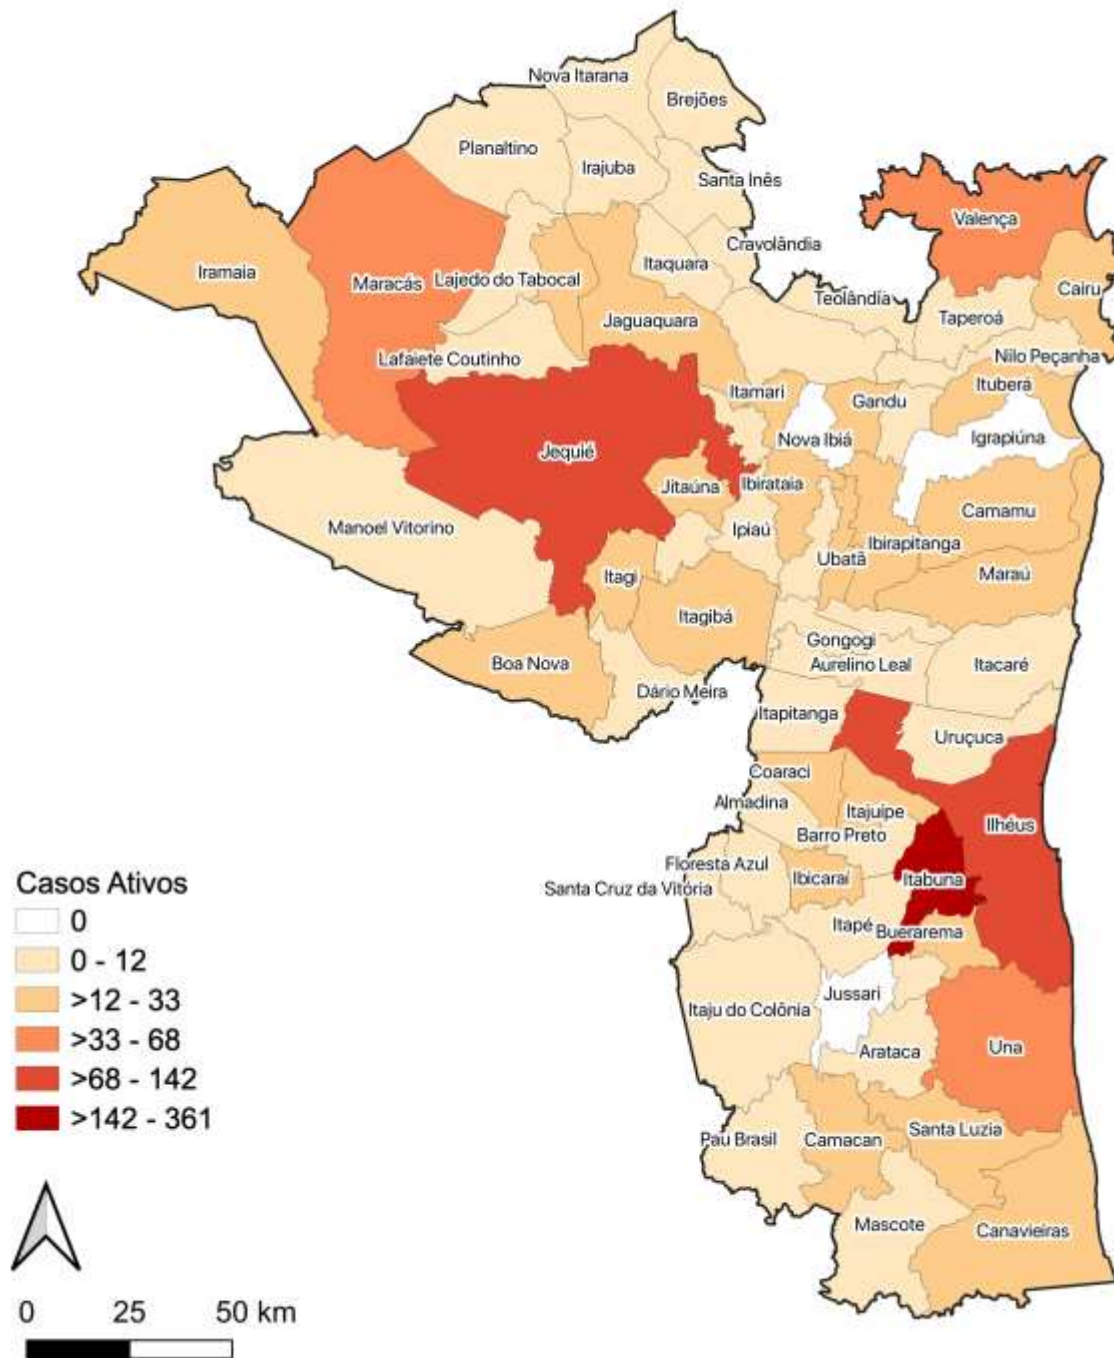 Nova Itarana
Brejões
Planaltino
Irajuba
Santa Inês
Valença
Cravolândia
Itaquara
Iramaia
Maracás
Lajedo do Tabocal
Cairu
Teolândia
Taperoá
Jaguaquara
Lafaiete Coutinho
Nilo Peçanha
Ituberá
Itamari
Gandu
Nova Ibiá
Igrapiúna
Jequié
Jitaúna
Ibirataia
Camamu
Manoel Vitorino
Ipiaú
Ibirapitanga
Ubatã
Maraú
Itagi
Itagibá
Gongogi
Boa Nova
Aurelino Leal
Itacaré
Dário Meira
Itapitanga
Uruçuca
Coaraci
Almadina
Itajuípe
Ilhéus
Barro Preto
Floresta Azul
Ibicaraí
Itabuna
Santa Cruz da Vitória
Itapé
Buerarema
Jussari
Itaju do Colônia
Arataca
Una
Santa Luzia
Pau Brasil
Camacan
Mascote
Canavieiras
Casos Ativos
0
0 - 12
>12 - 33
>33 - 68
>68 - 142
>142 - 361
0 25 50 km